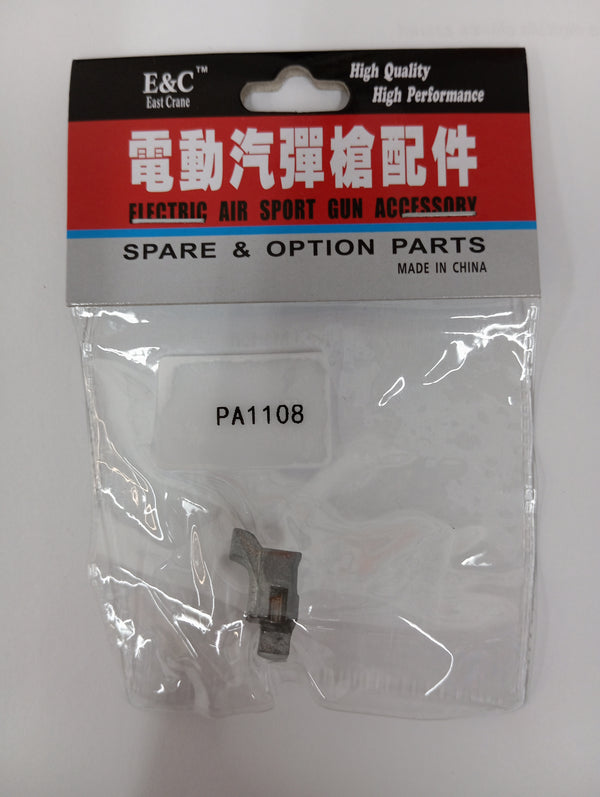 E&C™
East Crane
High Quality
High Performance
電動汽彈槍配件
ELECTRIC AIR SPORT GUN ACCESSORY
SPARE & OPTION PARTS
MADE IN CHINA
PA1108